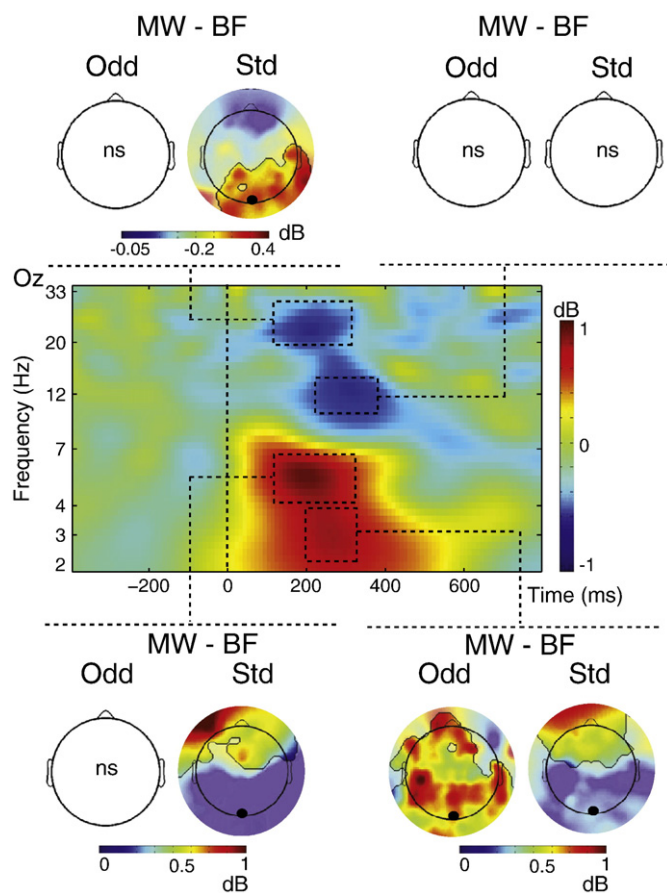 MW - BF MW - BF
Odd Std Odd Std
ns ns ns
-0.05 -0.2 0.4 dB
Oz
33
20
12
7
4
3
2
Frequency (Hz)
−200 0 200 400 600
Time (ms)
dB
1
0
-1
MW - BF MW - BF
Odd Std Odd Std
ns
0 0.5 1 0 0.5 1
dB dB